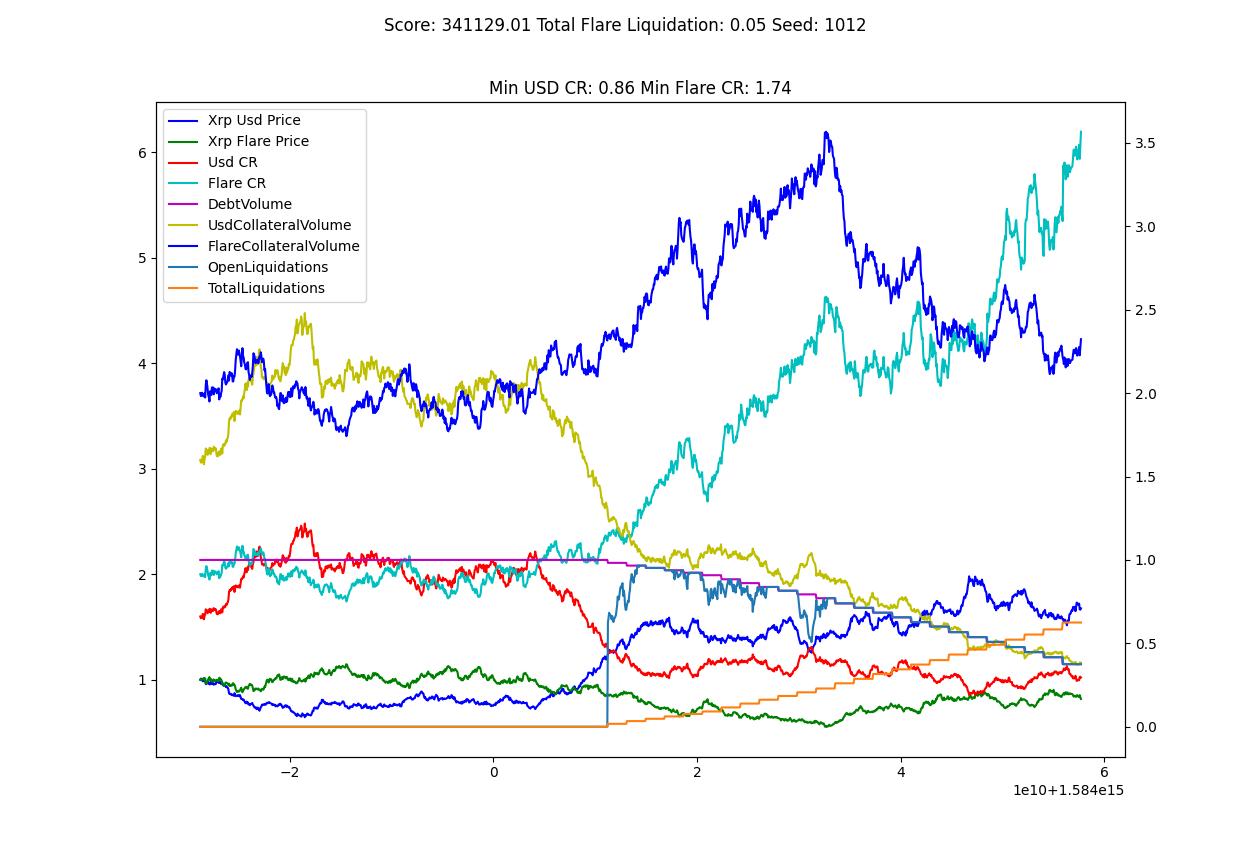 Score: 341129.01 Total Flare Liquidation: 0.05 Seed: 1012
Min USD CR: 0.86 Min Flare CR: 1.74
Xrp Usd Price
Xrp Flare Price
Usd CR
Flare CR
DebtVolume
UsdCollateralVolume
FlareCollateralVolume
OpenLiquidations
TotalLiquidations
6
5
4
3
2
1
3.5
3.0
2.5
2.0
1.5
1.0
0.5
0.0
−2
0
2
4
6
1e10+1.584e15